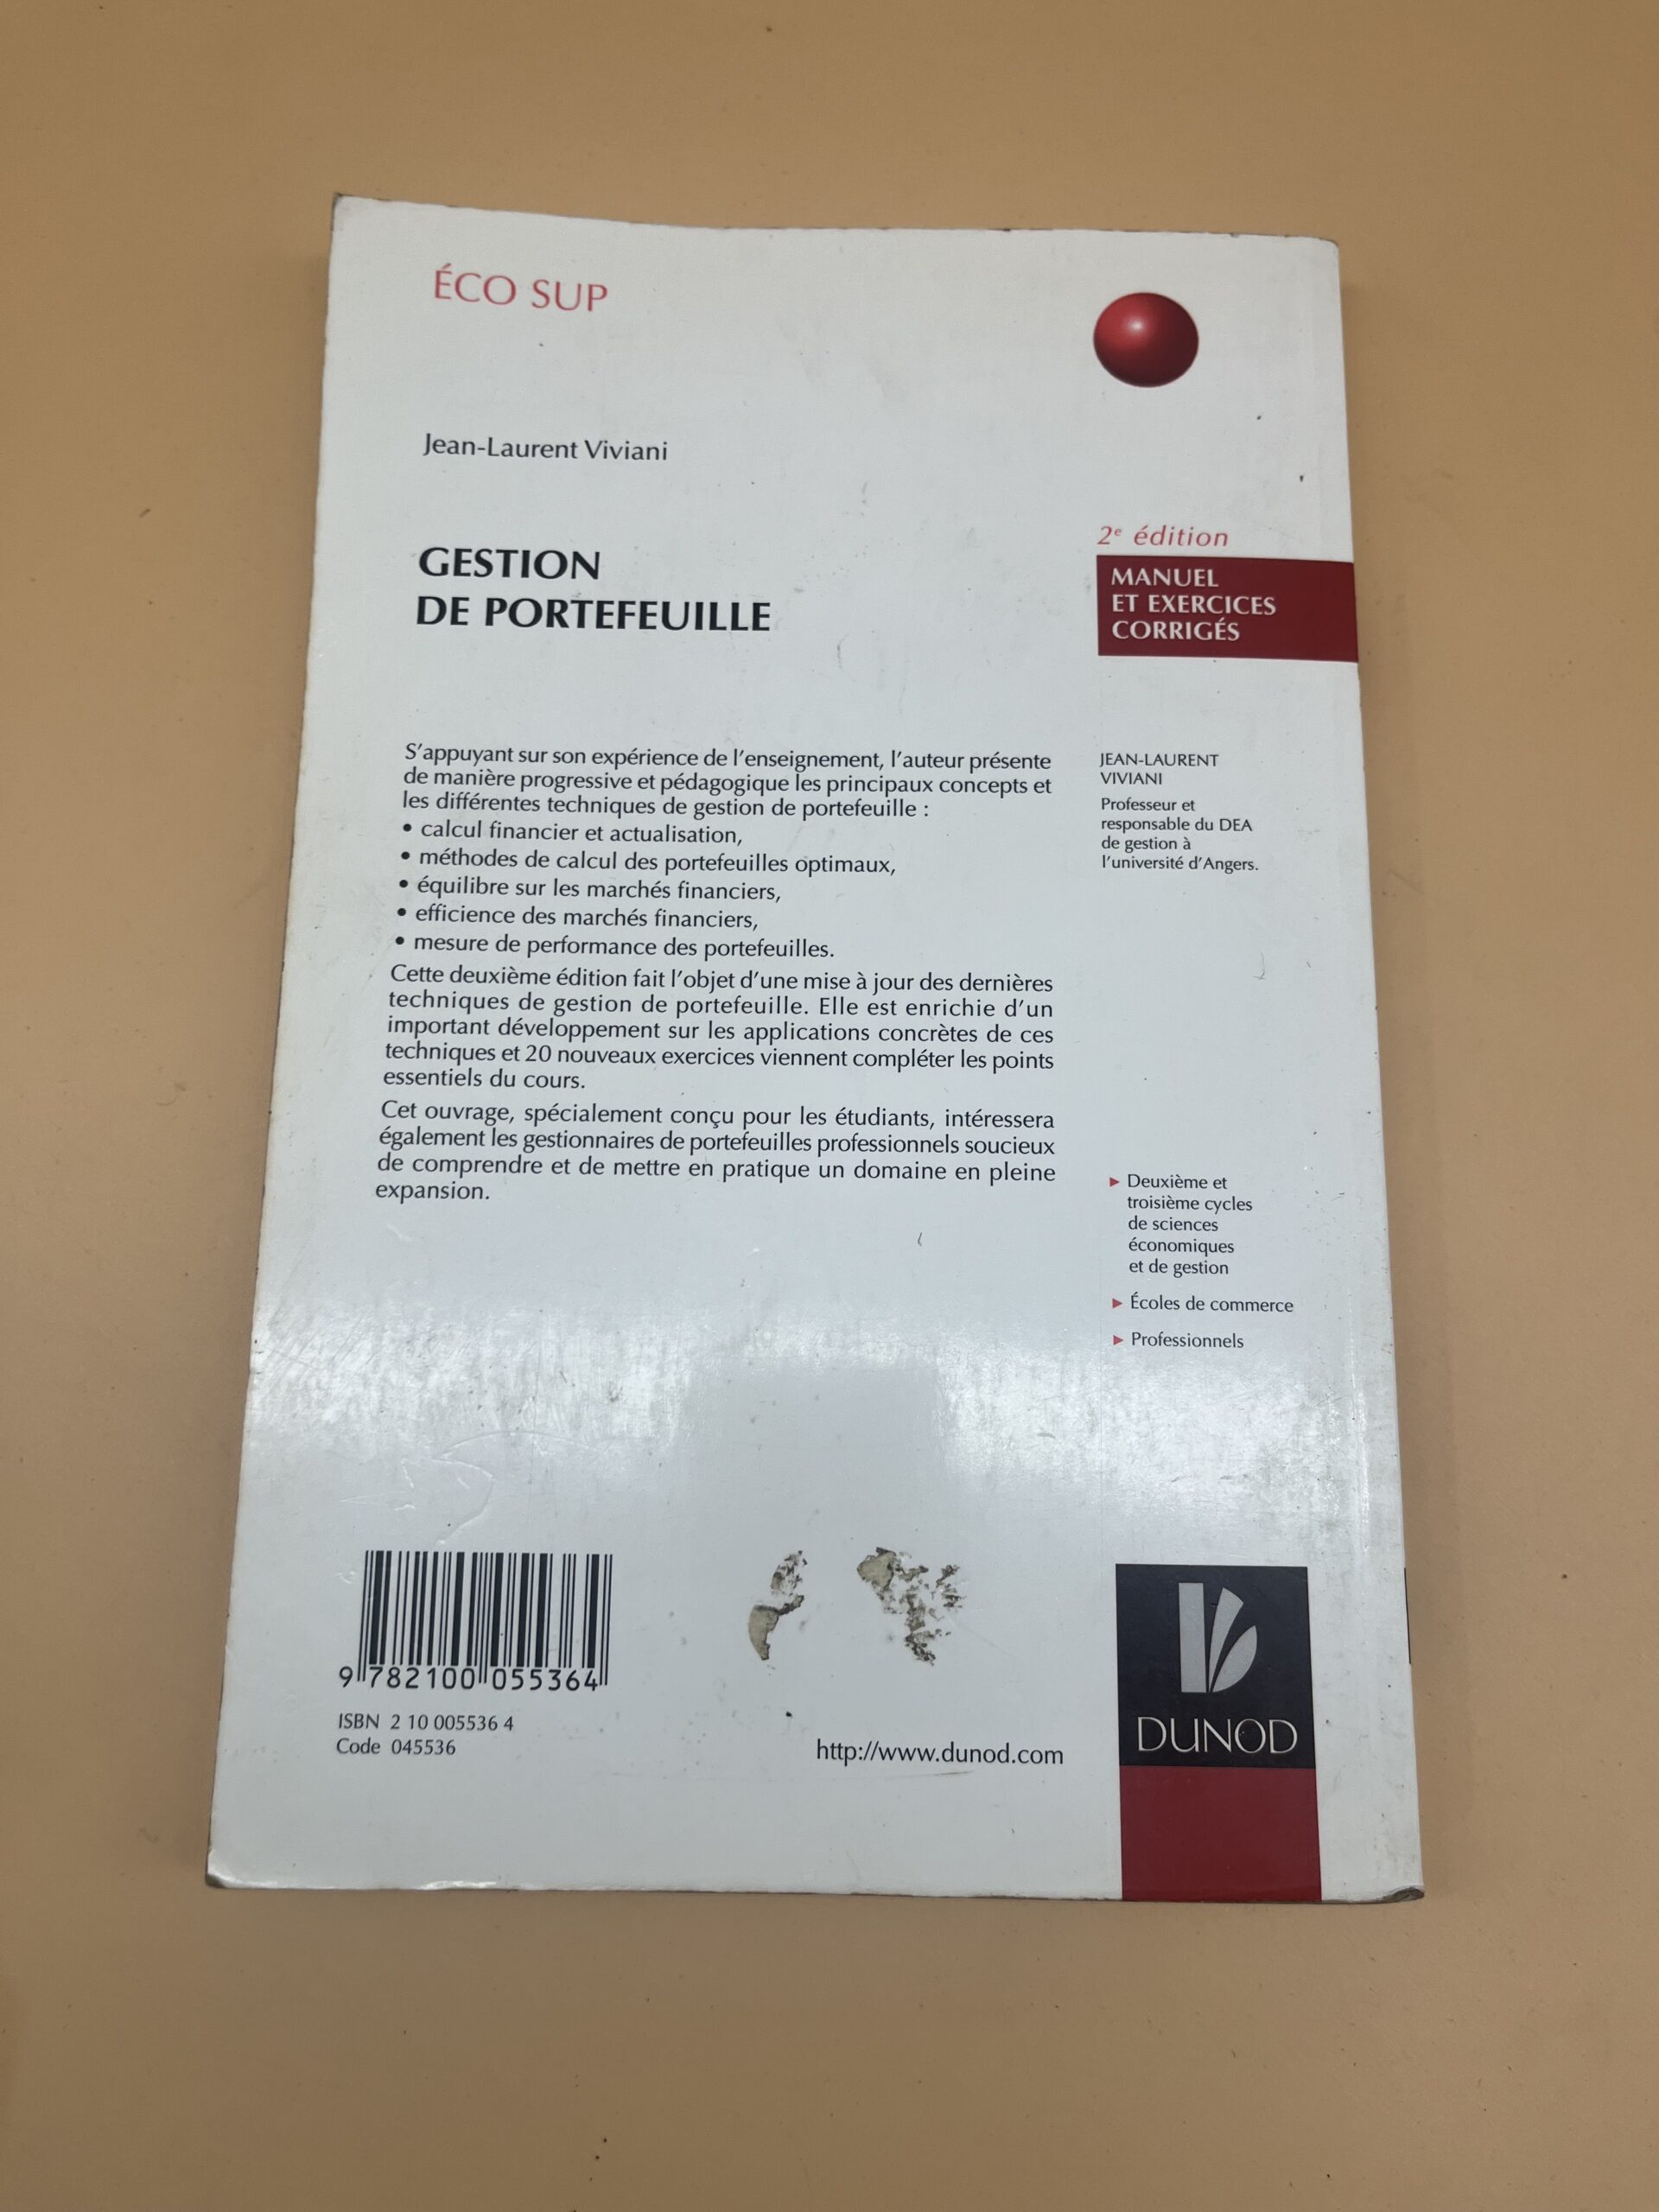 ÉCO SUP
Jean-Laurent Viviani
GESTION
DE PORTEFEUILLE
2e édition
MANUEL
ET EXERCICES
CORRIGÉS
S'appuyant sur son expérience de l'enseignement, l'auteur présente
de manière progressive et pédagogique les principaux concepts et
les différentes techniques de gestion de portefeuille :
• calcul financier et actualisation,
• méthodes de calcul des portefeuilles optimaux,
• équilibre sur les marchés financiers,
• efficience des marchés financiers,
• mesure de performance des portefeuilles.
Cette deuxième édition fait l'objet d'une mise à jour des dernières
techniques de gestion de portefeuille. Elle est enrichie d'un
important développement sur les applications concrètes de ces
techniques et 20 nouveaux exercices viennent compléter les points
essentiels du cours.
Cet ouvrage, spécialement conçu pour les étudiants, intéressera
également les gestionnaires de portefeuilles professionnels soucieux
de comprendre et de mettre en pratique un domaine en pleine
expansion.
JEAN-LAURENT
VIVIANI
Professeur et
responsable du DEA
de gestion à
l'université d'Angers.
► Deuxième et
troisième cycles
de sciences
économiques
et de gestion
► Écoles de commerce
► Professionnels
9 782100 055364
ISBN 2 10 005536 4
Code 045536
http://www.dunod.com
DUNOD